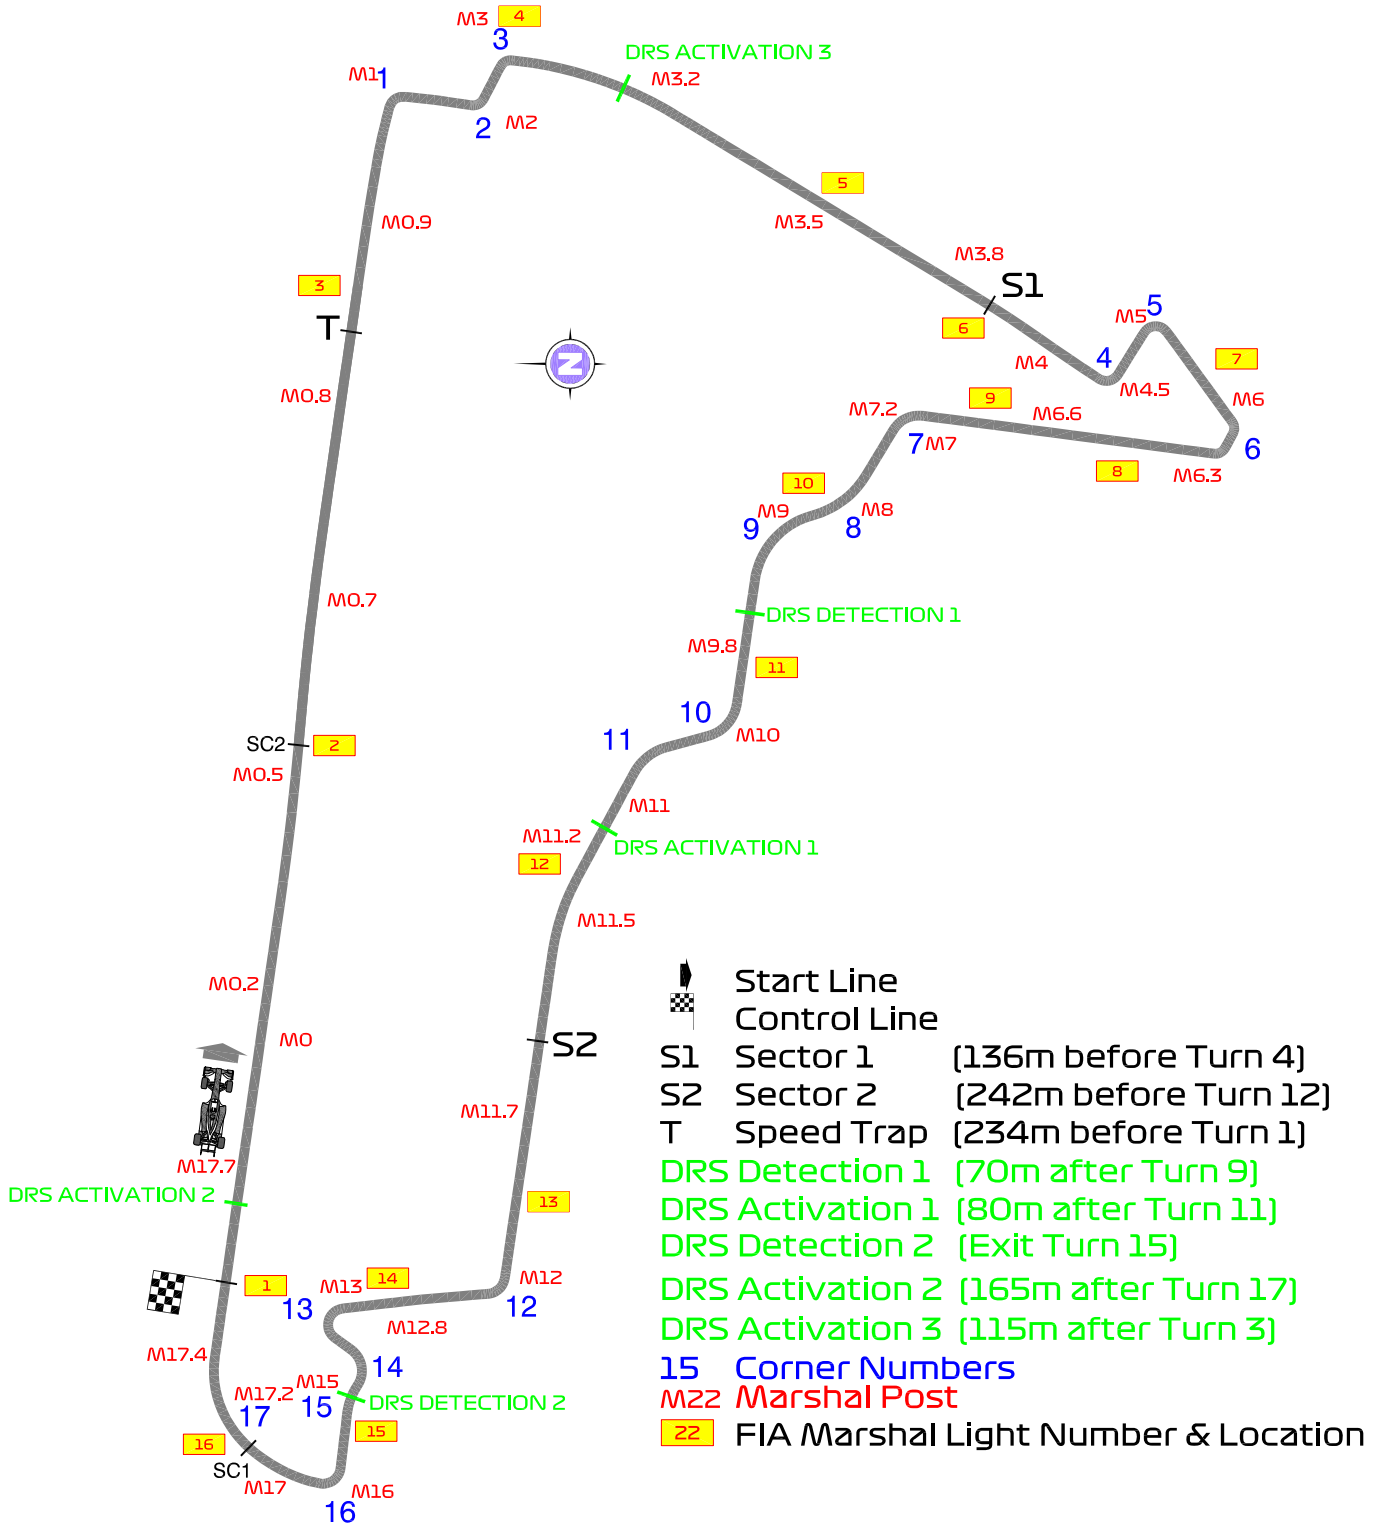 M3 4
3
DRS ACTIVATION 3
M1 1
M3.2
2 M2
5
M0.9
M3.5
M3.8
3
S1
T
6
5
M5
4
M4
7
M0.8
M4.5
9
M6
M7.2
M6.6
7 M7
6
8
M6.3
10
M9
M8
9
8
M0.7
DRS DETECTION 1
M9.8
11
10
11
M10
SC2
2
M0.5
M11
M11.2
DRS ACTIVATION 1
12
M11.5
M0.2
M0
S2
M11.7
M17.7
DRS ACTIVATION 2
13
1
13
M13
14
M12
12
M12.8
M17.4
14
M15
M17.2
15
DRS DETECTION 2
17
15
16
SC1
M17
M16
16
N
Start Line
Control Line
S1 Sector 1 (136m before Turn 4)
S2 Sector 2 (242m before Turn 12)
T Speed Trap (234m before Turn 1)
DRS Detection 1 (70m after Turn 9)
DRS Activation 1 (80m after Turn 11)
DRS Detection 2 (Exit Turn 15)
DRS Activation 2 (165m after Turn 17)
DRS Activation 3 (115m after Turn 3)
15 Corner Numbers
M22 Marshal Post
22 FIA Marshal Light Number & Location